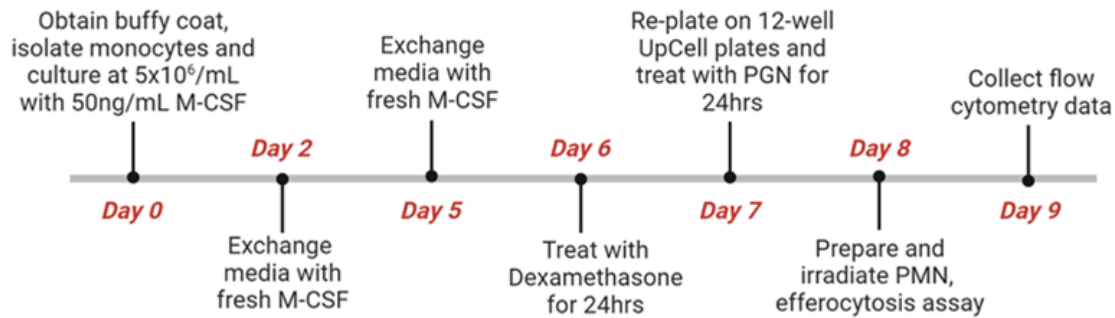 Obtain buffy coat,
isolate monocytes and
culture at 5x10⁶/mL
with 50ng/mL M-CSF
Day 0
Day 2
Exchange
media with
fresh M-CSF
Exchange
media with
fresh M-CSF
Day 5
Day 6
Treat with
Dexamethasone
for 24hrs
Re-plate on 12-well
UpCell plates and
treat with PGN for
24hrs
Day 7
Day 8
Prepare and
irradiate PMN,
efferocytosis assay
Collect flow
cytometry data
Day 9